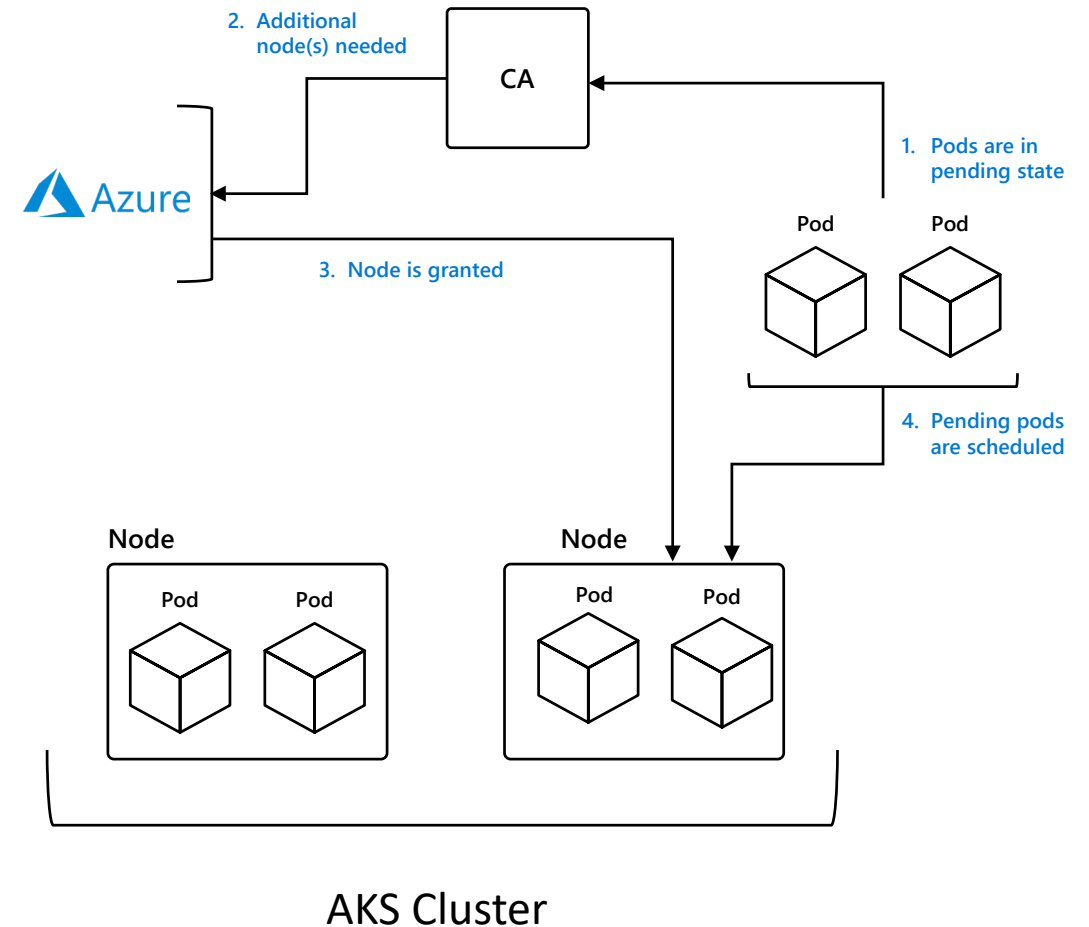 2. Additional
node(s) needed
CA
1. Pods are in
pending state
Azure
Pod
Pod
3. Node is granted
4. Pending pods
are scheduled
Node
Node
Pod
Pod
Pod
Pod
AKS Cluster